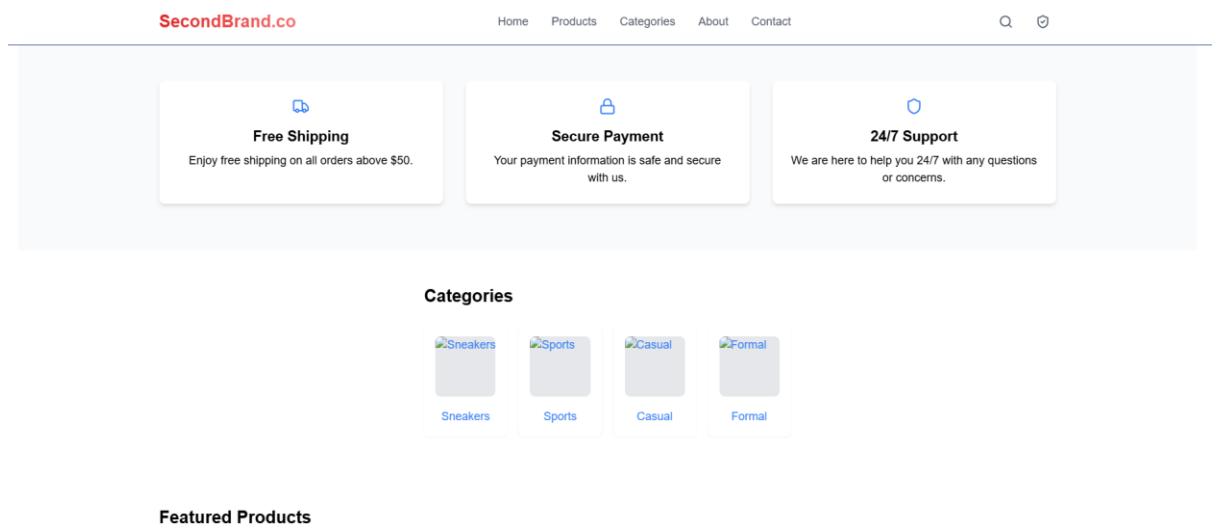 SecondBrand.co
Home Products Categories About Contact
Free Shipping
Enjoy free shipping on all orders above $50.
Secure Payment
Your payment information is safe and secure
with us.
24/7 Support
We are here to help you 24/7 with any questions
or concerns.
Categories
Sneakers Sports Casual Formal
Sneakers Sports Casual Formal
Featured Products